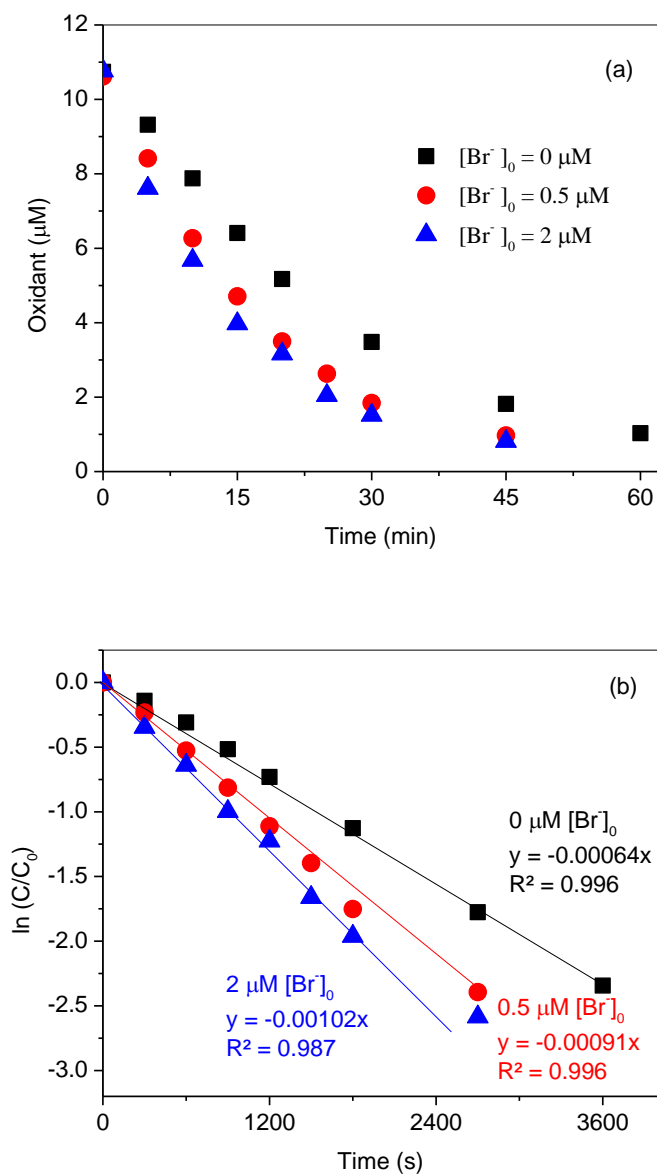 12
10
8
6
4
2
0
Oxidant (μM)
(a)
[Br⁻]₀ = 0 μM
[Br⁻]₀ = 0.5 μM
[Br⁻]₀ = 2 μM
0 15 30 45 60
Time (min)
0.0
-0.5
-1.0
-1.5
-2.0
-2.5
-3.0
ln (C/C₀)
(b)
0 μM [Br⁻]₀
y = -0.00064x
R² = 0.996
2 μM [Br⁻]₀
y = -0.00102x
R² = 0.987
0.5 μM [Br⁻]₀
y = -0.00091x
R² = 0.996
0 1200 2400 3600
Time (s)